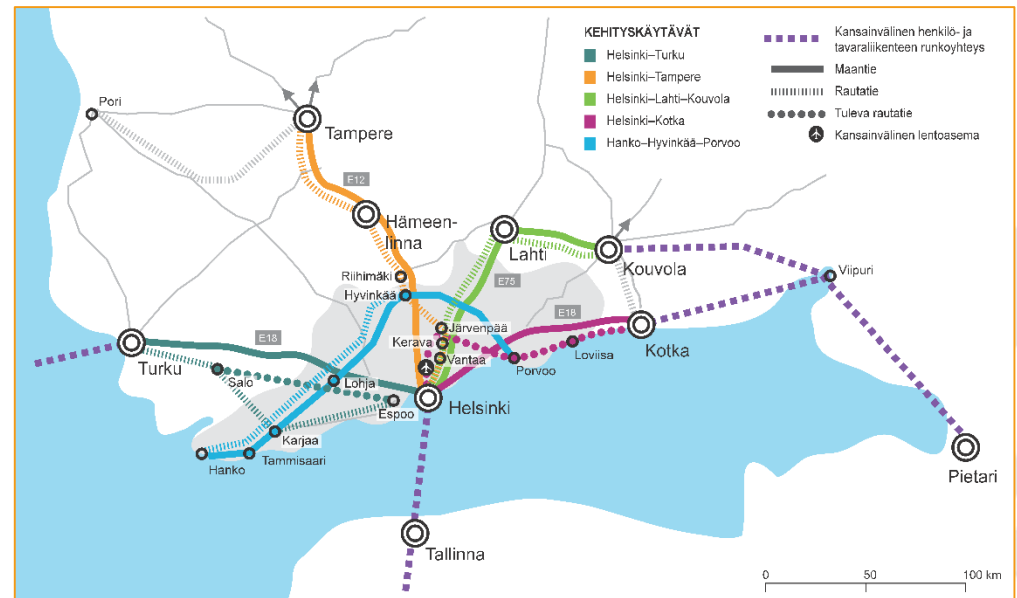 KEHITYSKÄYTÄVÄT
Helsinki–Turku
Helsinki–Tampere
Helsinki–Lahti–Kouvola
Helsinki–Kotka
Hanko–Hyvinkää–Porvoo
Kansainvälinen henkilö- ja
tavaraliikenteen runkoyhteys
Maantie
Rautatie
Tuleva rautatie
Kansainvälinen lentoasema
Pori
Tampere
E12
Hämeen-
linna
Lahti
Kouvola
Riihimäki
Hyvinkää
E75
Viipuri
Järvenpää
E18
Kerava
E18
Kotka
Loviisa
Turku
Vantaa
Porvoo
Salo
Lohja
Helsinki
Espoo
Karjaa
Hanko
Tammisaari
Pietari
Tallinna
0
50
100 km